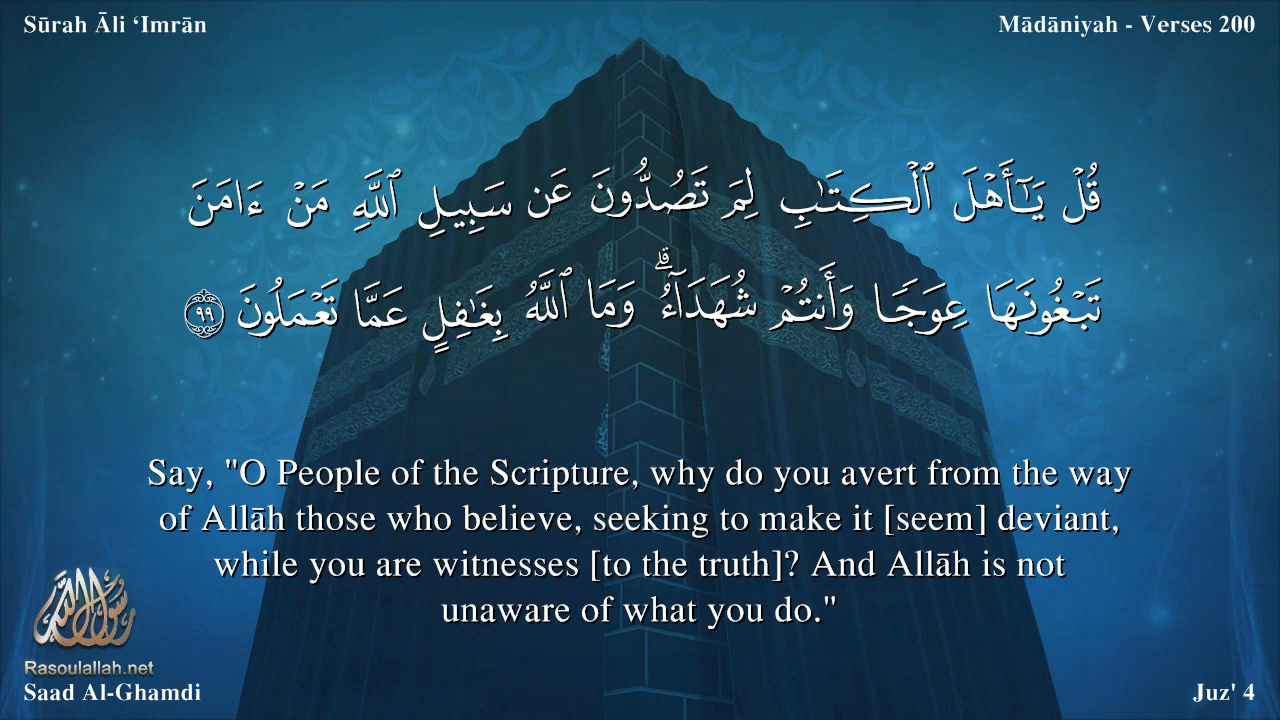 Sūrah Āli ‘Imrān
Mādāniyah - Verses 200
قُلْ يَـٰٓأَهْلَ ٱلْكِتَـٰبِ لِمَ تَصُدُّونَ عَن سَبِيلِ ٱللَّهِ مَنْ ءَامَنَ
تَبْغُونَهَا عِوَجًا وَأَنتُمْ شُهَدَآءُ ۗ وَمَا ٱللَّهُ بِغَـٰفِلٍ عَمَّا تَعْمَلُونَ ٩٩
Say, "O People of the Scripture, why do you avert from the way
of Allāh those who believe, seeking to make it [seem] deviant,
while you are witnesses [to the truth]? And Allāh is not
unaware of what you do."
رسول الله
Rasoulallah.net
Saad Al-Ghamdi
Juz' 4